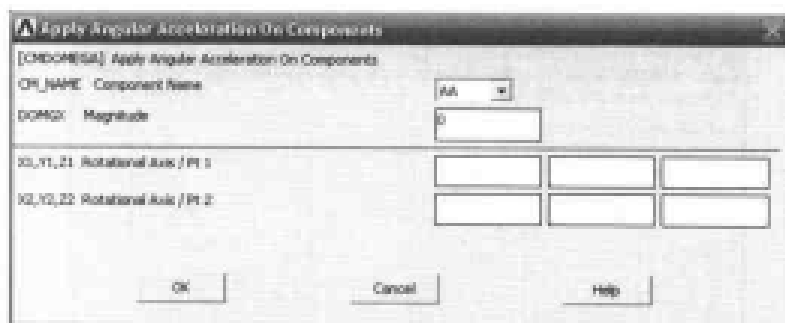 Apply Angular Acceleration On Components
[CMDOMEGA] Apply Angular Acceleration On Components
CM_NAME Component Name
AA
DOMGX Magnitude
0
X1,Y1,Z1 Rotational Axis / Pt 1
X2,Y2,Z2 Rotational Axis / Pt 2
OK Cancel Help